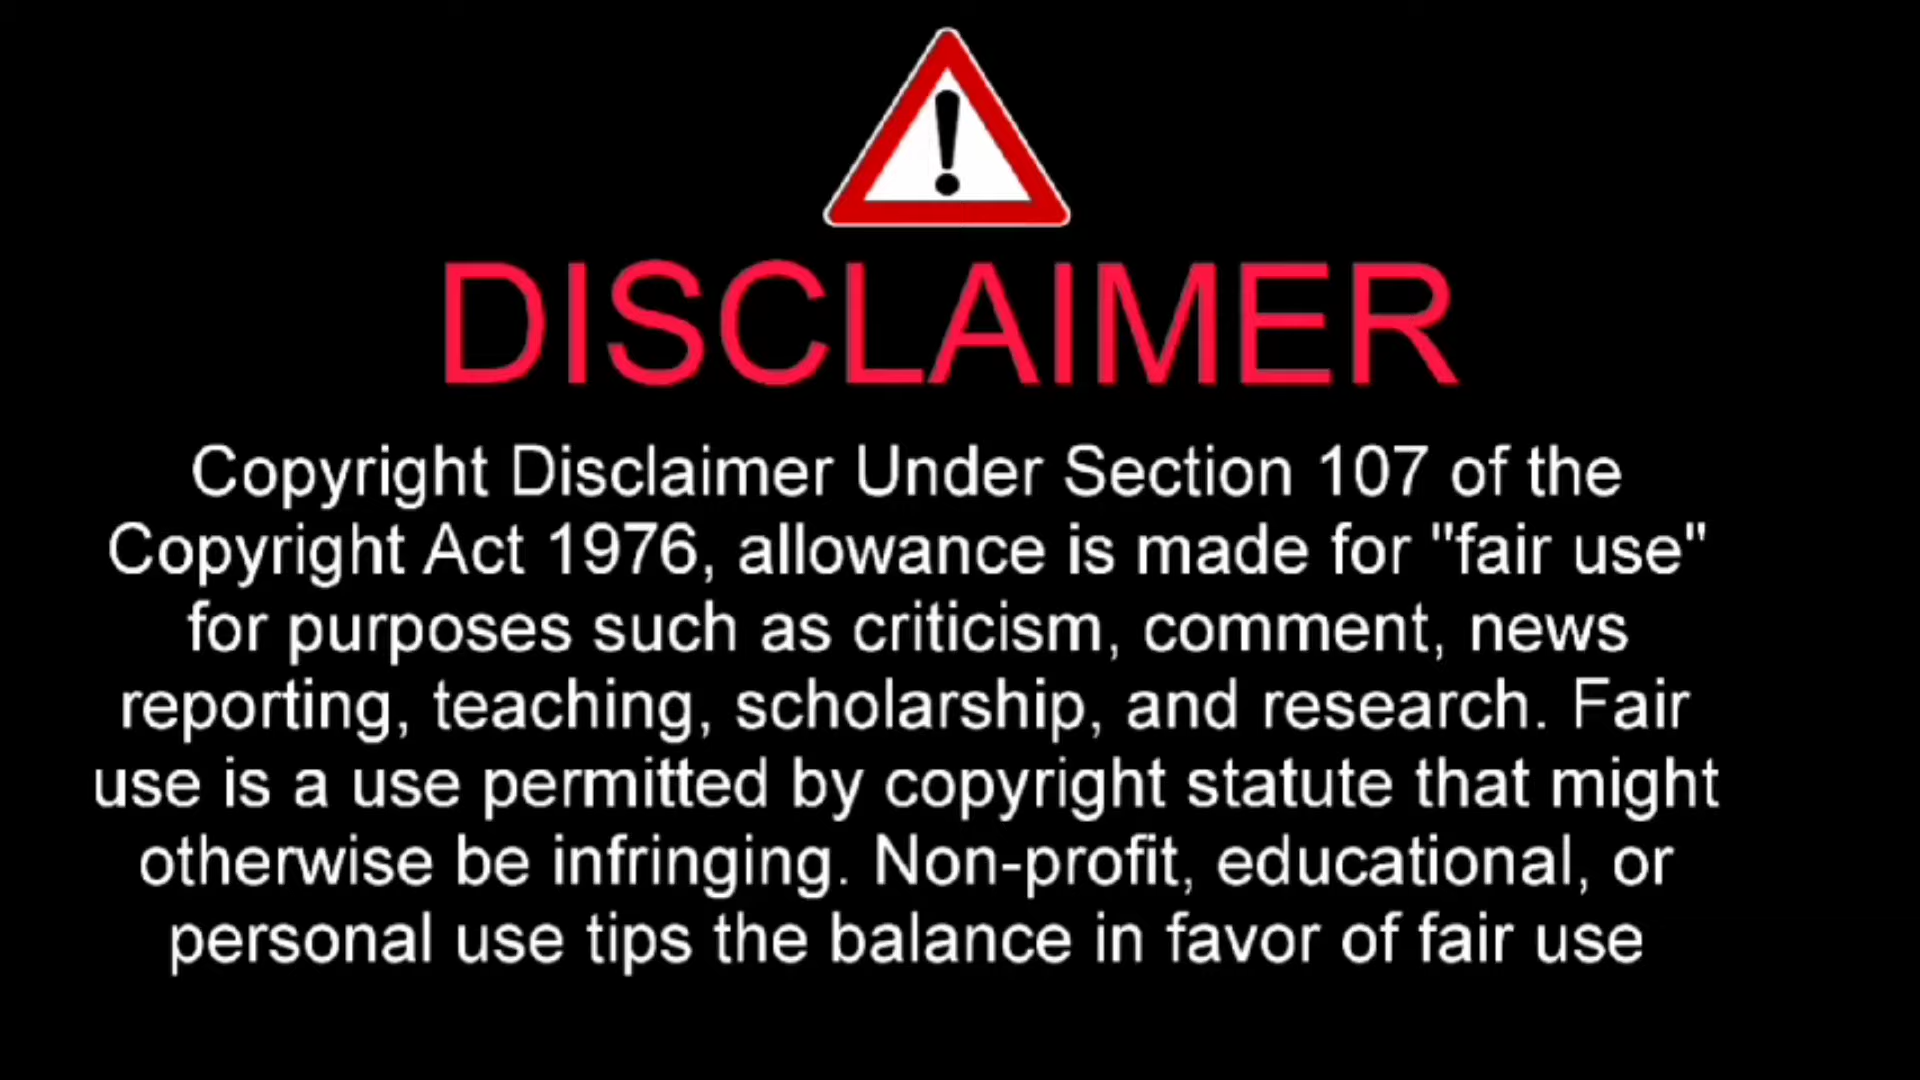 DISCLAIMER
Copyright Disclaimer Under Section 107 of the
Copyright Act 1976, allowance is made for "fair use"
for purposes such as criticism, comment, news
reporting, teaching, scholarship, and research. Fair
use is a use permitted by copyright statute that might
otherwise be infringing. Non-profit, educational, or
personal use tips the balance in favor of fair use